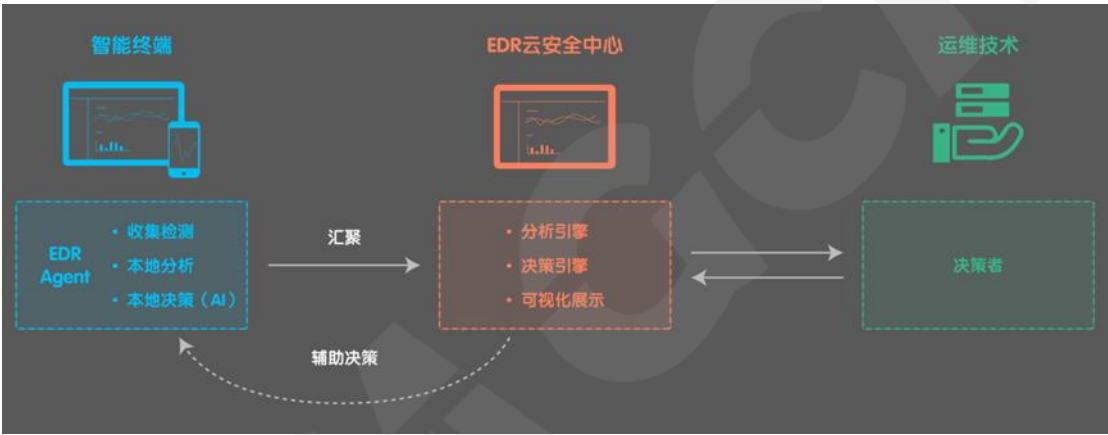 智能终端
EDR云安全中心
运维技术
EDR
Agent
• 收集检测
• 本地分析
• 本地决策（AI）
汇聚
• 分析引擎
• 决策引擎
• 可视化展示
决策者
辅助决策